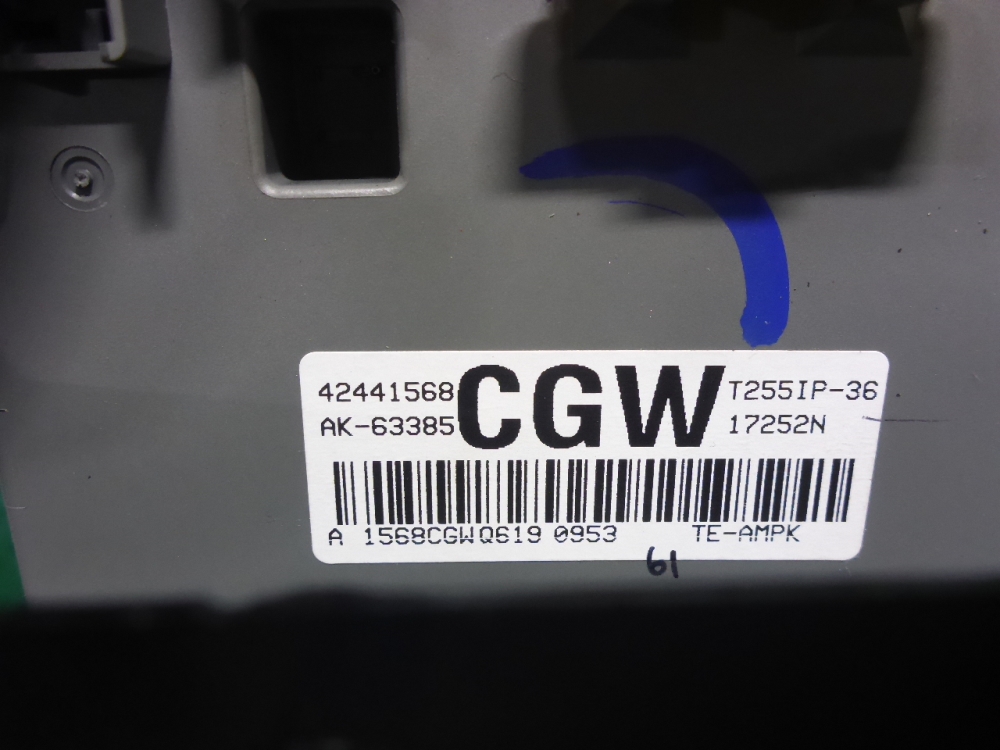 42441568 CGW T255IP-36
AK-63385 17252N
A 1568CGWQ619 0953 TE-AMPK
61